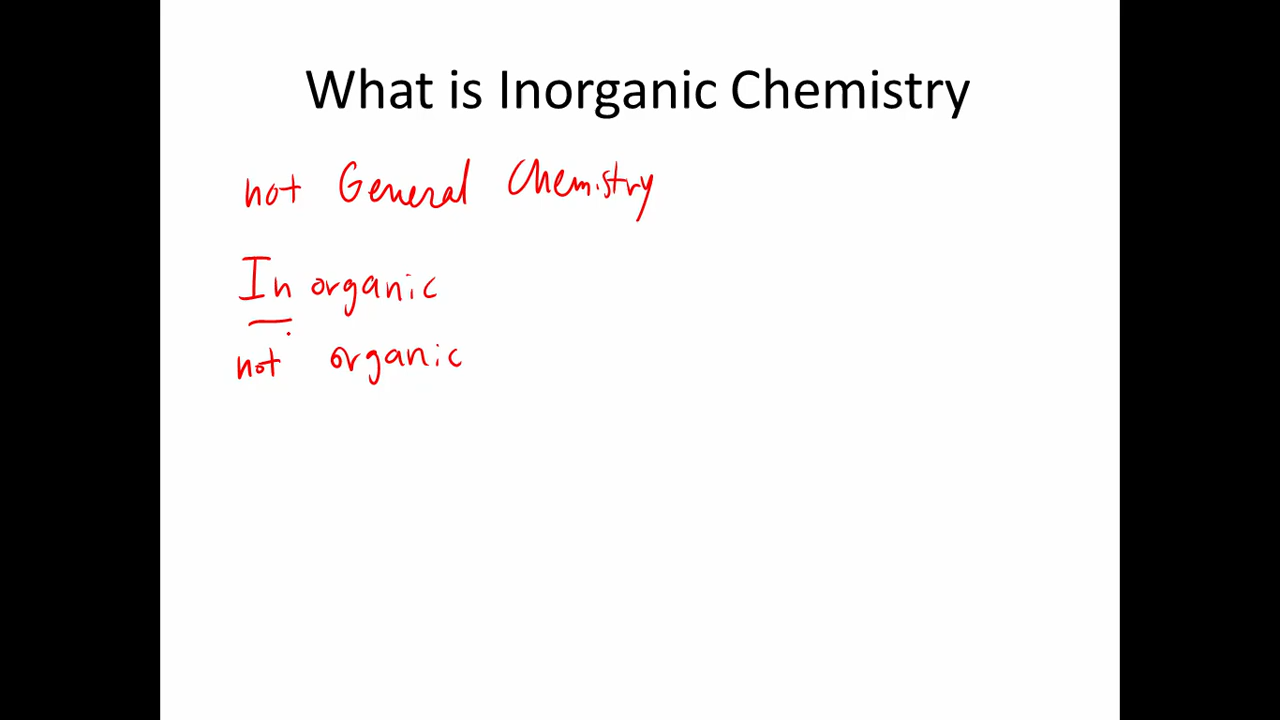 What is Inorganic Chemistry
not General Chemistry
In organic
not organic